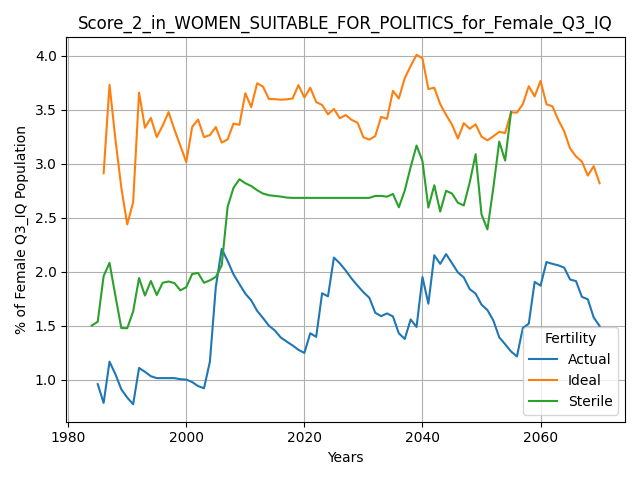 Score_2_in_WOMEN_SUITABLE_FOR_POLITICS_for_Female_Q3_IQ
% of Female Q3_IQ Population
4.0
3.5
3.0
2.5
2.0
1.5
1.0
1980
2000
2020
2040
2060
Years
Fertility
Actual
Ideal
Sterile